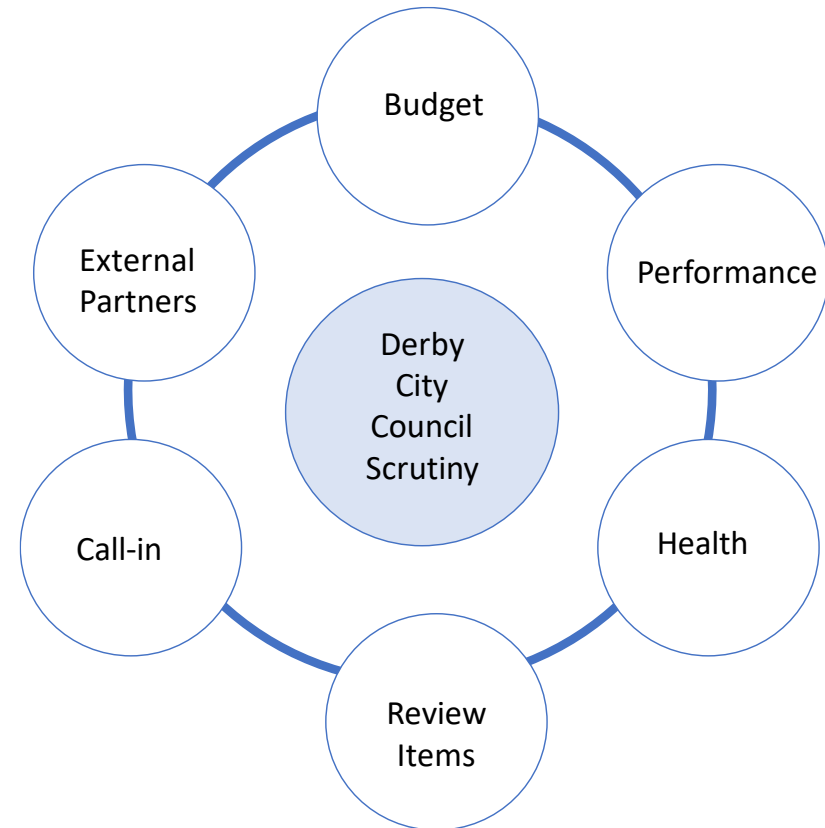 Budget
Performance
Health
Review
Items
Call-in
External
Partners
Derby
City
Council
Scrutiny